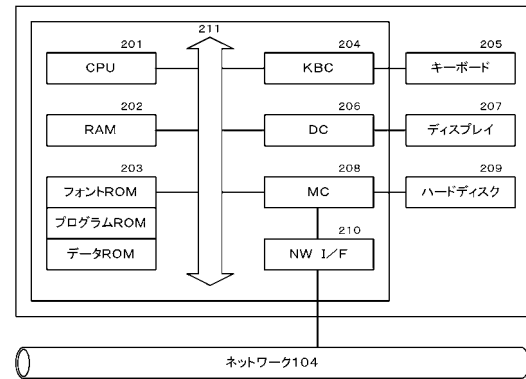 211
201
CPU
204
KBC
205
キーボード
202
RAM
206
DC
207
ディスプレイ
203
フォントROM
プログラムROM
データROM
208
MC
209
ハードディスク
210
NW I/F
ネットワーク104